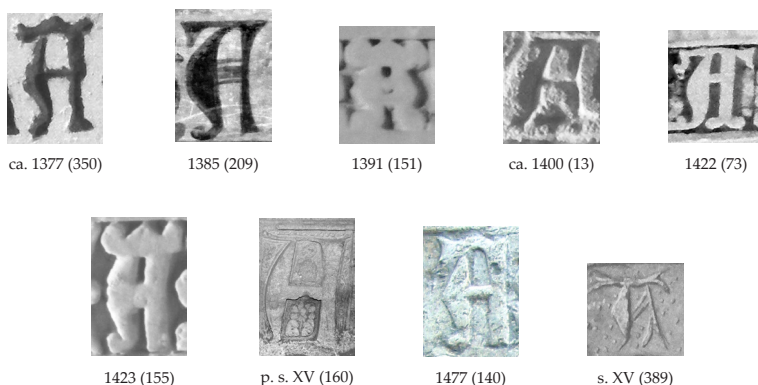 A A A A A
ca. 1377 (350) 1385 (209) 1391 (151) ca. 1400 (13) 1422 (73)
A A A A
1423 (155) p. s. XV (160) 1477 (140) s. XV (389)